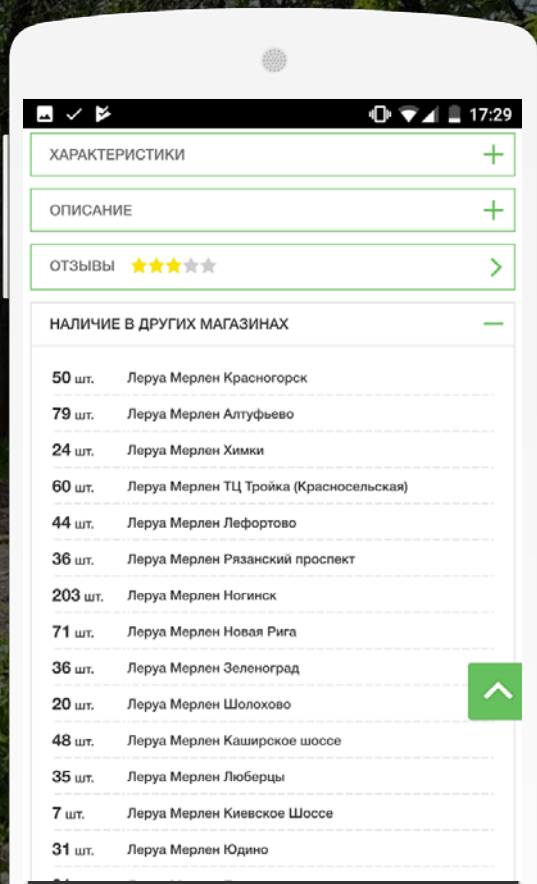 17:29
ХАРАКТЕРИСТИКИ
ОПИСАНИЕ
ОТЗЫВЫ
НАЛИЧИЕ В ДРУГИХ МАГАЗИНАХ
50 шт. Леруа Мерлен Красногорск
79 шт. Леруа Мерлен Алтуфьево
24 шт. Леруа Мерлен Химки
60 шт. Леруа Мерлен ТЦ Тройка (Красносельская)
44 шт. Леруа Мерлен Лефортово
36 шт. Леруа Мерлен Рязанский проспект
203 шт. Леруа Мерлен Ногинск
71 шт. Леруа Мерлен Новая Рига
36 шт. Леруа Мерлен Зеленоград
20 шт. Леруа Мерлен Шолохово
48 шт. Леруа Мерлен Каширское шоссе
35 шт. Леруа Мерлен Люберцы
7 шт. Леруа Мерлен Киевское Шоссе
31 шт. Леруа Мерлен Юдино